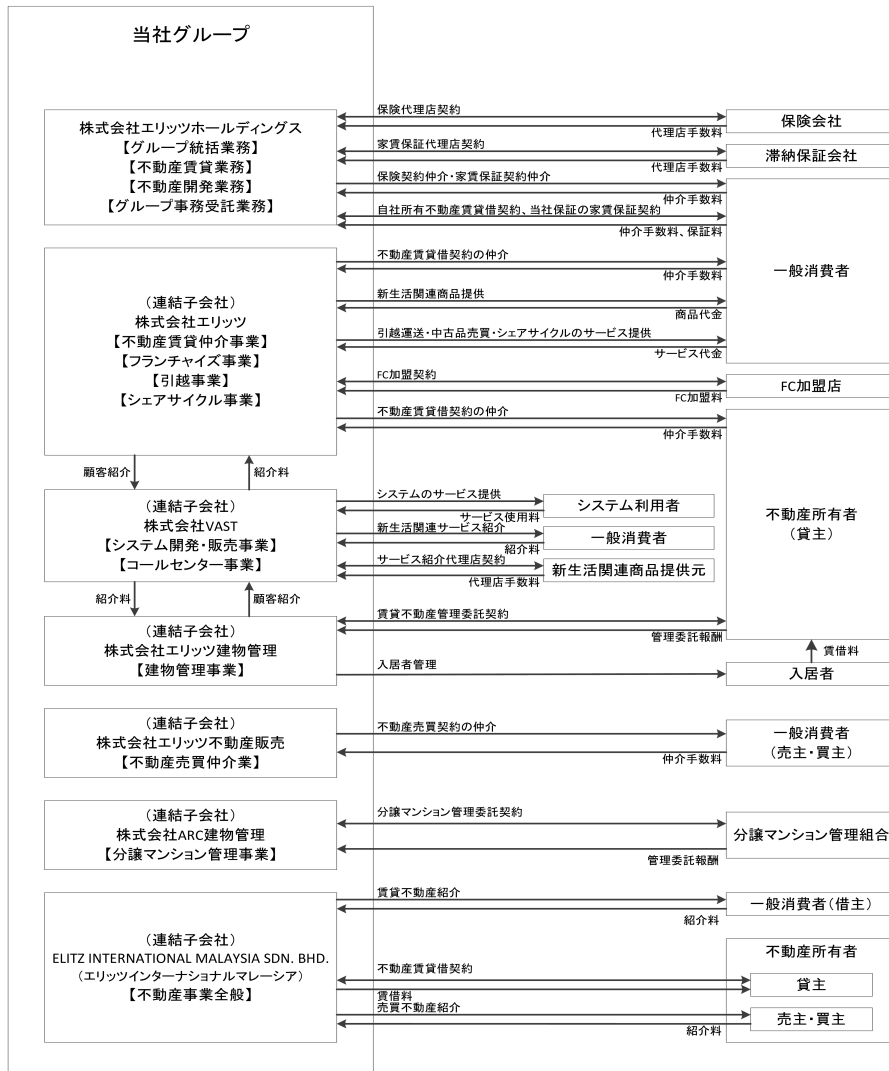 当社グループ
株式会社エリッツホールディングス
【グループ統括業務】
【不動産賃貸業務】
【不動産開発業務】
【グループ事務受託業務】
保険代理店契約
代理店手数料
保険会社
家賃保証代理店契約
代理店手数料
滞納保証会社
保険契約仲介・家賃保証契約仲介
仲介手数料
自社所有不動産賃貸借契約、当社保証の家賃保証契約
仲介手数料、保証料
一般消費者
(連結子会社)
株式会社エリッツ
【不動産賃貸仲介事業】
【フランチャイズ事業】
【引越事業】
【シェアサイクル事業】
不動産賃貸借契約の仲介
仲介手数料
新生活関連商品提供
商品代金
引越運送・中古品売買・シェアサイクルのサービス提供
サービス代金
FC加盟契約
FC加盟料
FC加盟店
不動産賃貸借契約の仲介
仲介手数料
不動産所有者
(貸主)
顧客紹介
紹介料
(連結子会社)
株式会社VAST
【システム開発・販売事業】
【コールセンター事業】
システムのサービス提供
サービス使用料
システム利用者
新生活関連サービス紹介
紹介料
一般消費者
サービス紹介代理店契約
代理店手数料
新生活関連商品提供元
紹介料
顧客紹介
(連結子会社)
株式会社エリッツ建物管理
【建物管理事業】
賃貸不動産管理委託契約
管理委託報酬
賃借料
入居者管理
入居者
(連結子会社)
株式会社エリッツ不動産販売
【不動産売買仲介業】
不動産売買契約の仲介
仲介手数料
一般消費者
(売主・買主)
(連結子会社)
株式会社ARC建物管理
【分譲マンション管理事業】
分譲マンション管理委託契約
管理委託報酬
分譲マンション管理組合
(連結子会社)
ELITZ INTERNATIONAL MALAYSIA SDN. BHD.
(エリッツインターナショナルマレーシア)
【不動産事業全般】
賃貸不動産紹介
紹介料
一般消費者(借主)
不動産所有者
不動産賃貸借契約
賃借料
貸主
売買不動産紹介
紹介料
売主・買主